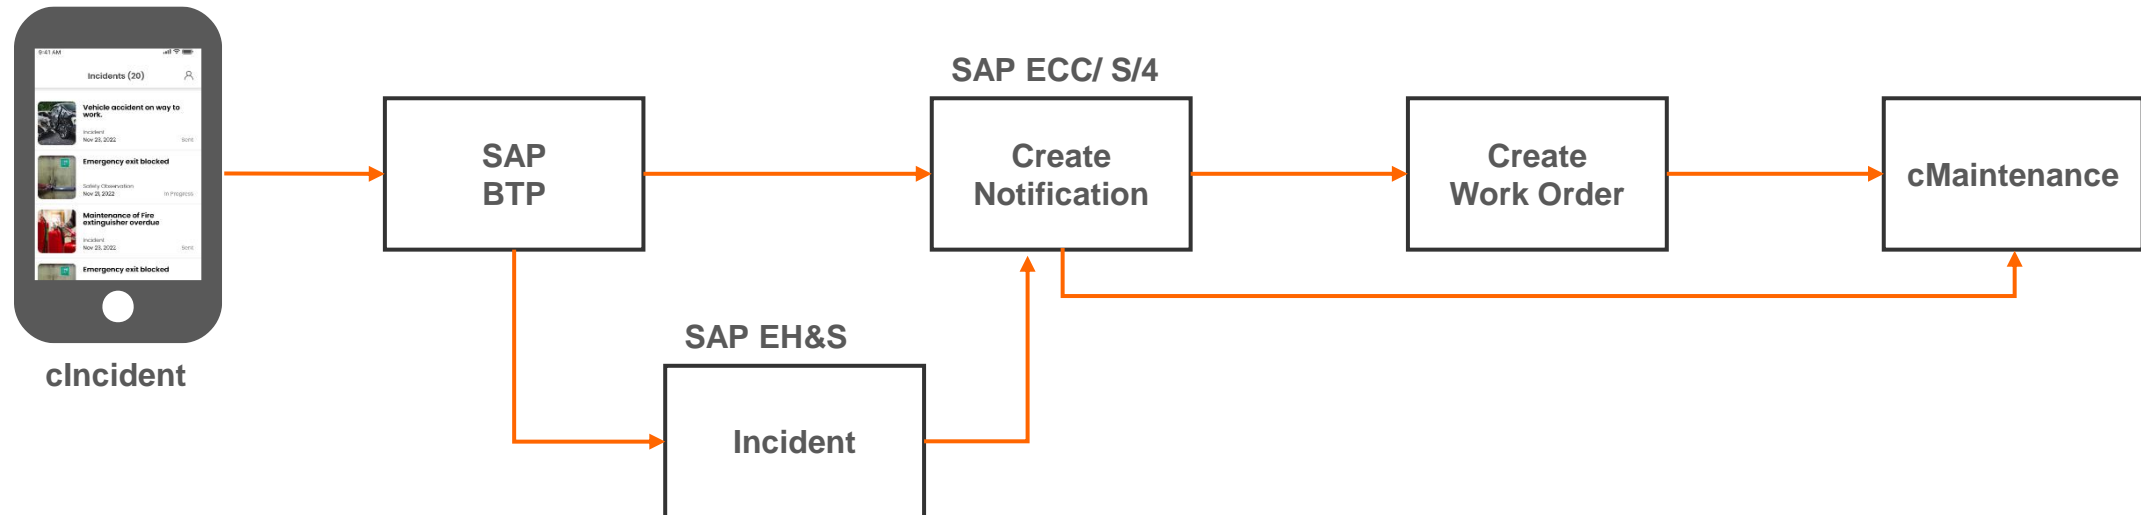 9:41 AM
Incidents (20)
Vehicle accident on way to
work.
Incident
Nov 23, 2022
Sent
Emergency exit blocked
Safety Observation
Nov 21, 2022
In Progress
Maintenance of Fire
extinguisher overdue
Incident
Nov 23, 2022
Sent
Emergency exit blocked
cIncident
SAP
BTP
SAP ECC/ S/4
Create
Notification
Create
Work Order
cMaintenance
SAP EH&S
Incident